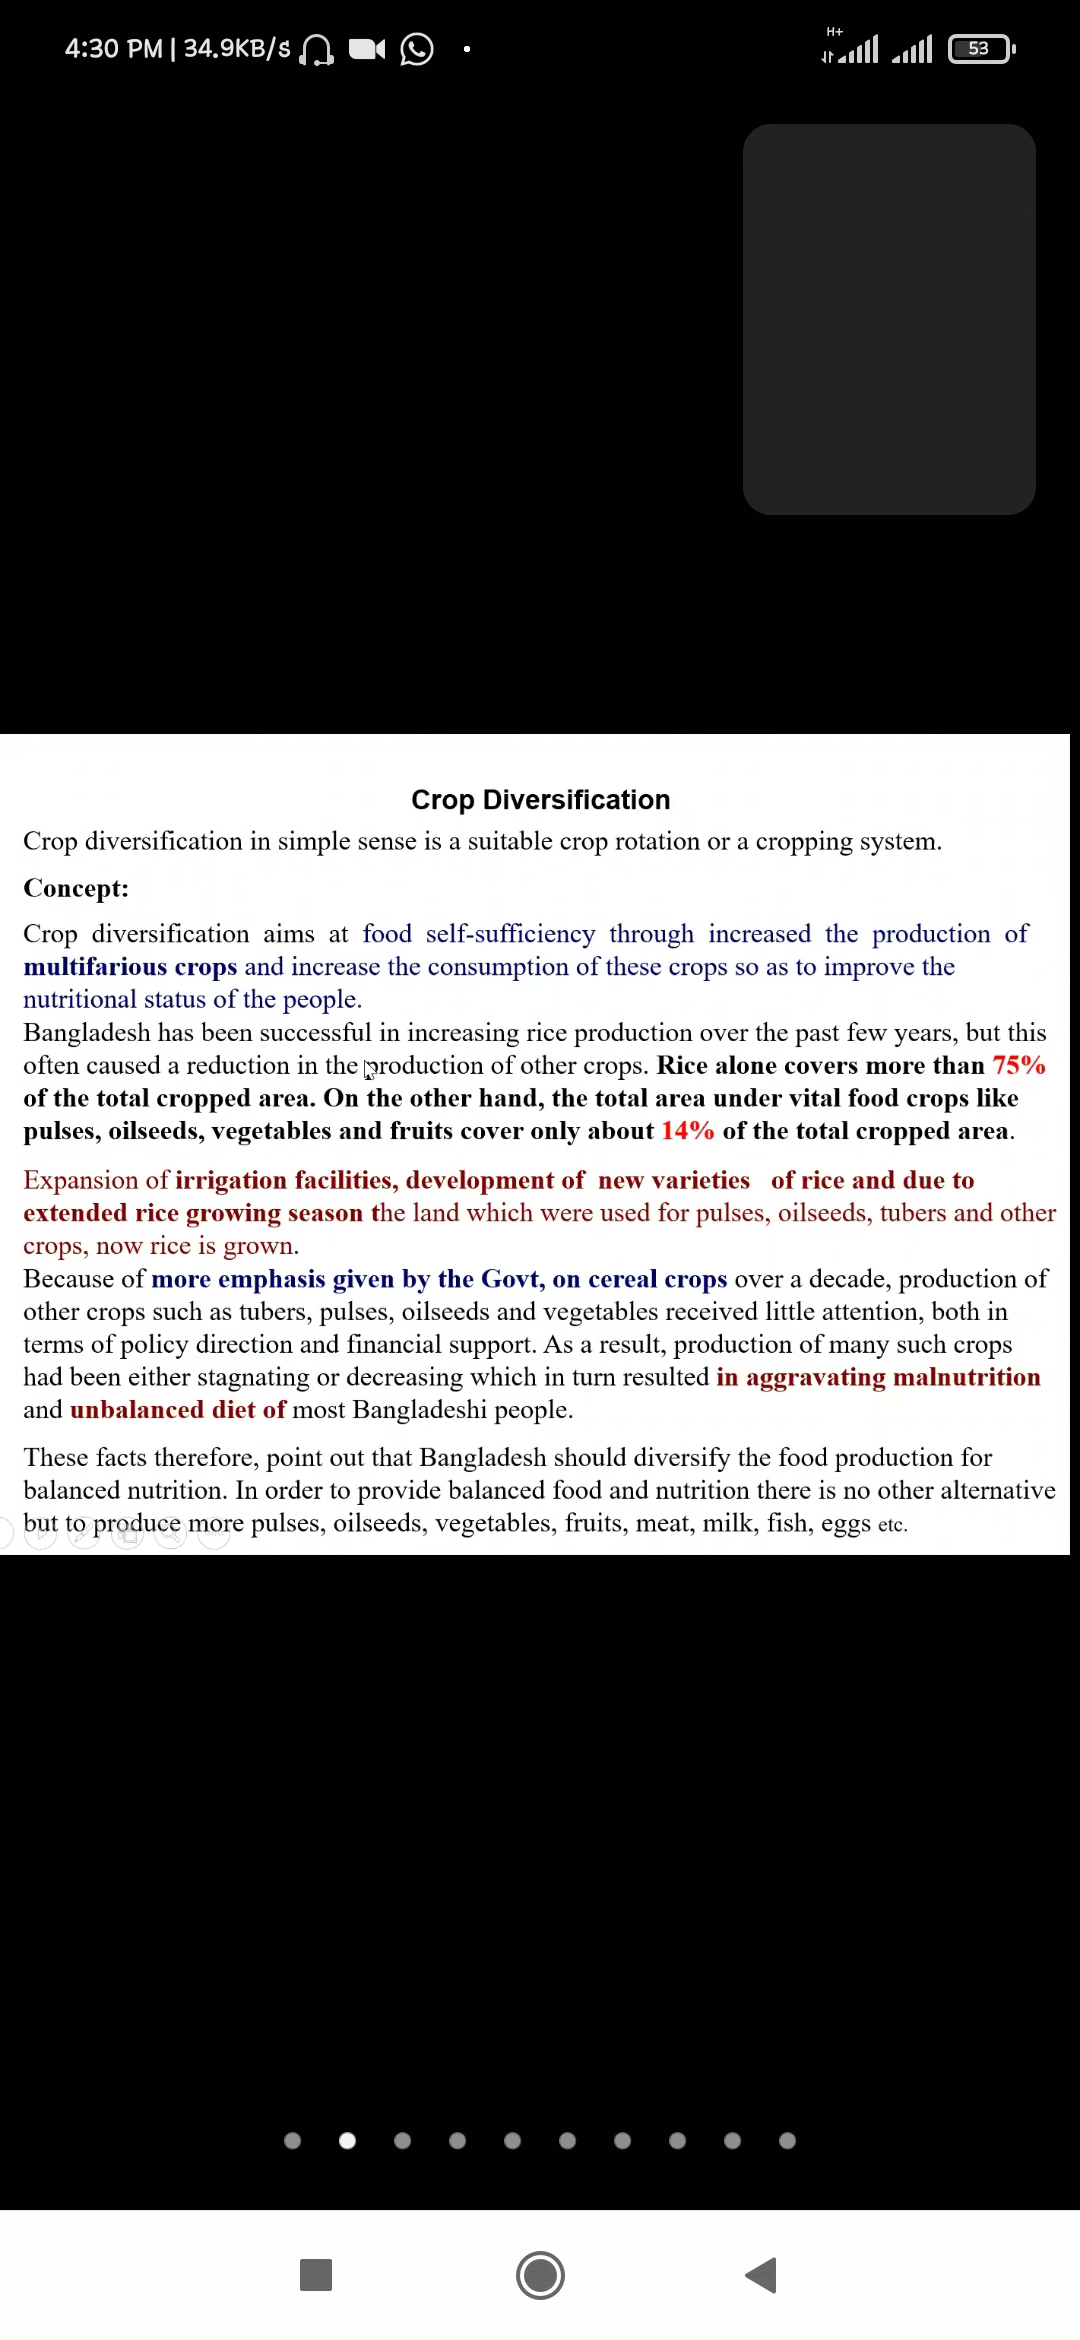 4:30 PM | 34.9KB/s
H+
53
Crop Diversification
Crop diversification in simple sense is a suitable crop rotation or a cropping system.
Concept:
Crop diversification aims at food self-sufficiency through increased the production of
multifarious crops and increase the consumption of these crops so as to improve the
nutritional status of the people.
Bangladesh has been successful in increasing rice production over the past few years, but this
often caused a reduction in the production of other crops. Rice alone covers more than 75%
of the total cropped area. On the other hand, the total area under vital food crops like
pulses, oilseeds, vegetables and fruits cover only about 14% of the total cropped area.
Expansion of irrigation facilities, development of new varieties of rice and due to
extended rice growing season the land which were used for pulses, oilseeds, tubers and other
crops, now rice is grown.
Because of more emphasis given by the Govt, on cereal crops over a decade, production of
other crops such as tubers, pulses, oilseeds and vegetables received little attention, both in
terms of policy direction and financial support. As a result, production of many such crops
had been either stagnating or decreasing which in turn resulted in aggravating malnutrition
and unbalanced diet of most Bangladeshi people.
These facts therefore, point out that Bangladesh should diversify the food production for
balanced nutrition. In order to provide balanced food and nutrition there is no other alternative
but to produce more pulses, oilseeds, vegetables, fruits, meat, milk, fish, eggs etc.